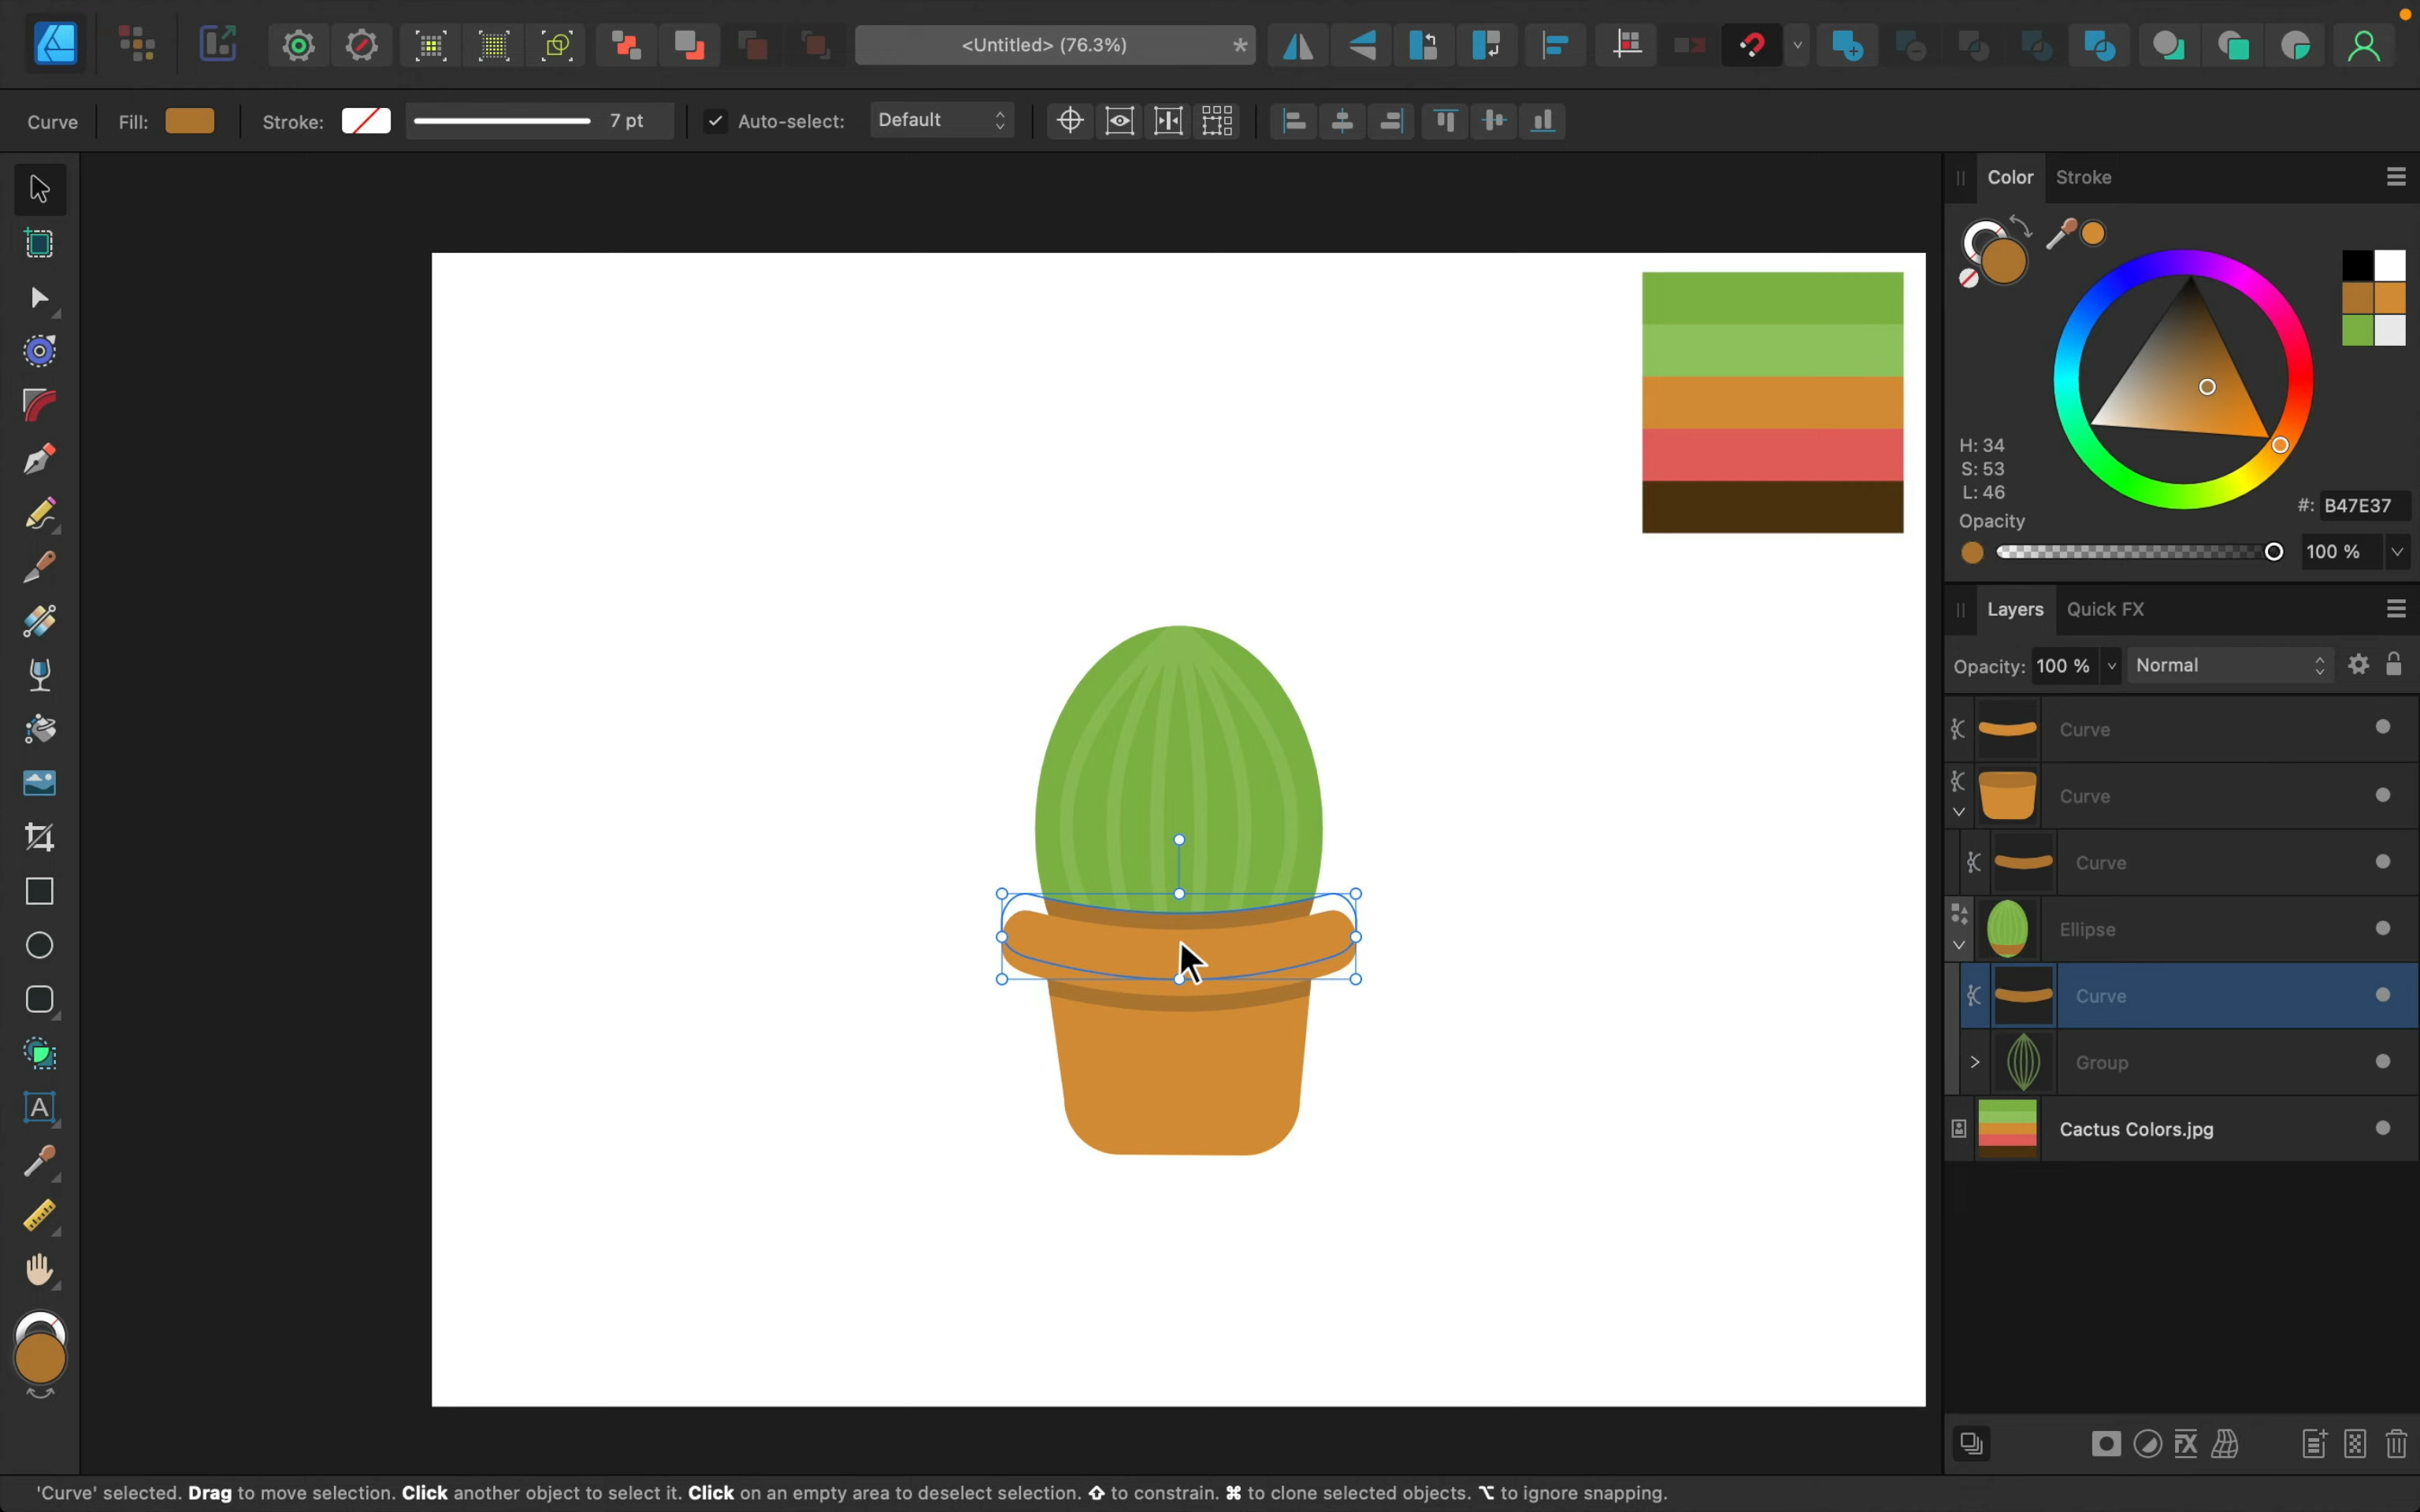 <Untitled> (76.3%)
*
Curve
Fill:
Stroke:
7 pt
Auto-select:
Default
Color
Stroke
H: 34
S: 53
L: 46
#: B47E37
Opacity
100 %
Layers
Quick FX
Opacity: 100 %
Normal
Curve
Curve
Curve
Ellipse
Curve
Group
Cactus Colors.jpg
A
FX
'Curve' selected. Drag to move selection. Click another object to select it. Click on an empty area to deselect selection. ⇧ to constrain. ⌘ to clone selected objects. ⌥ to ignore snapping.